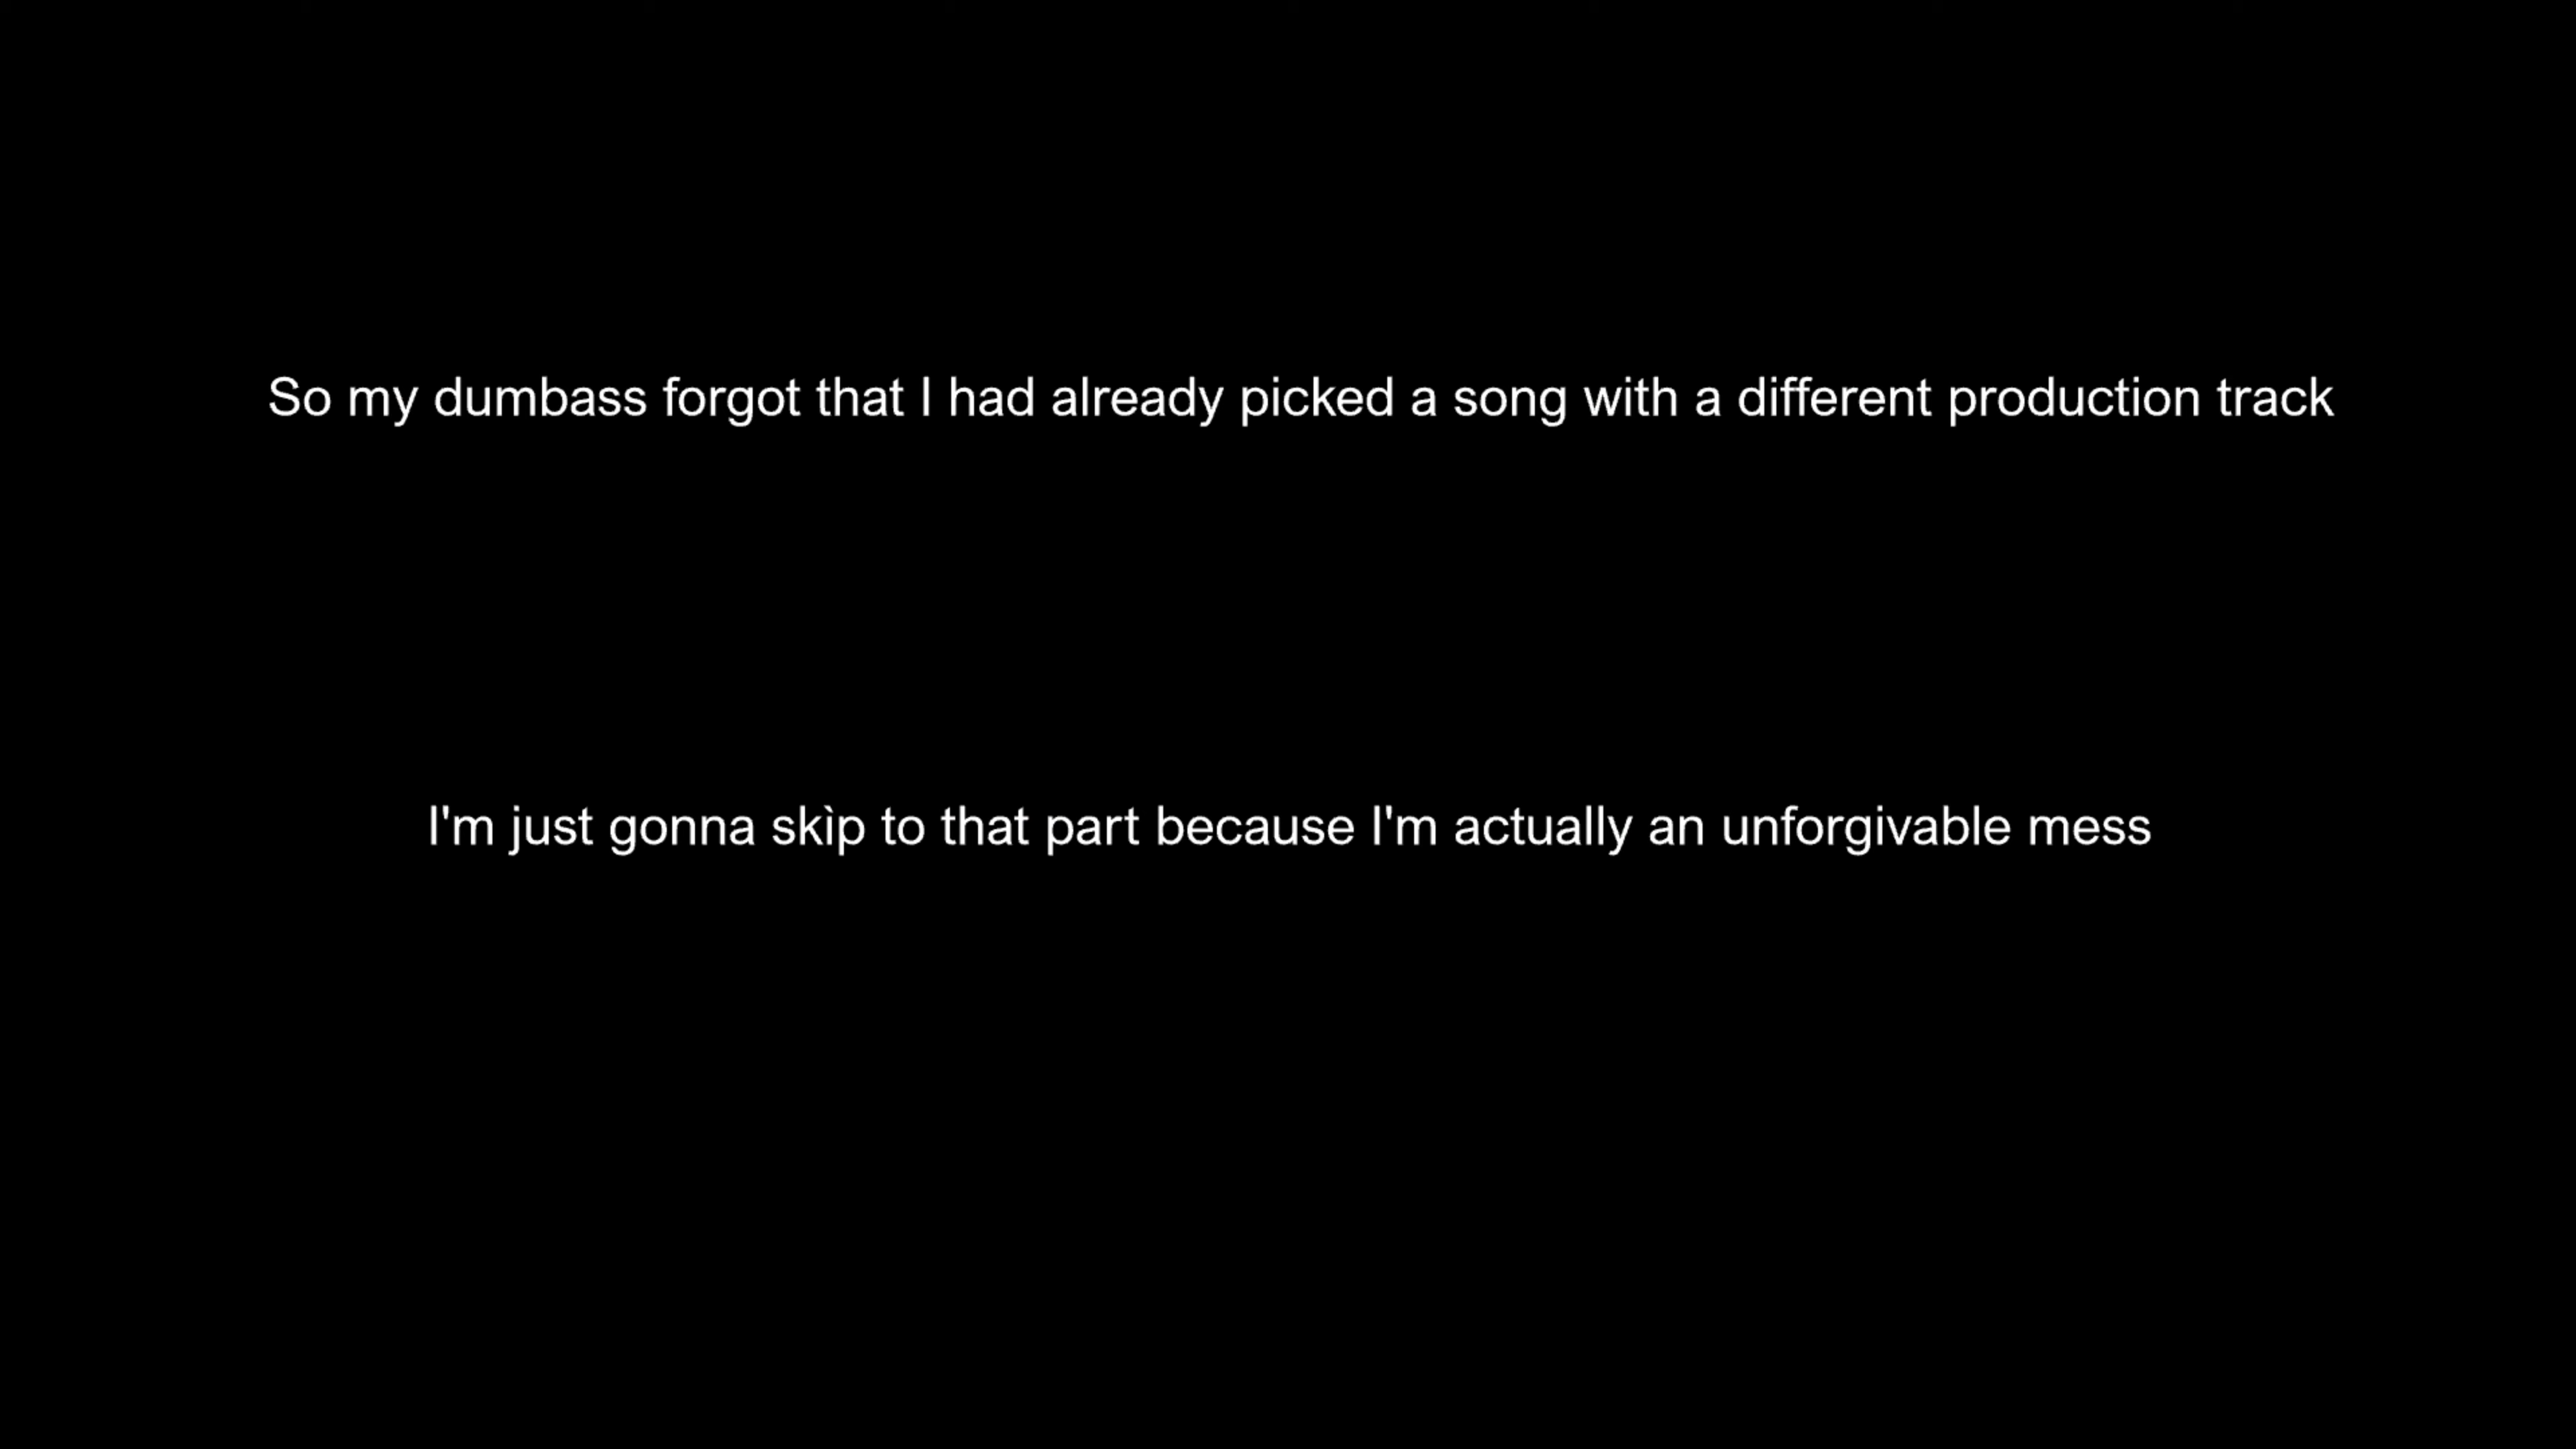 So my dumbass forgot that I had already picked a song with a different production track
I'm just gonna skìp to that part because I'm actually an unforgivable mess